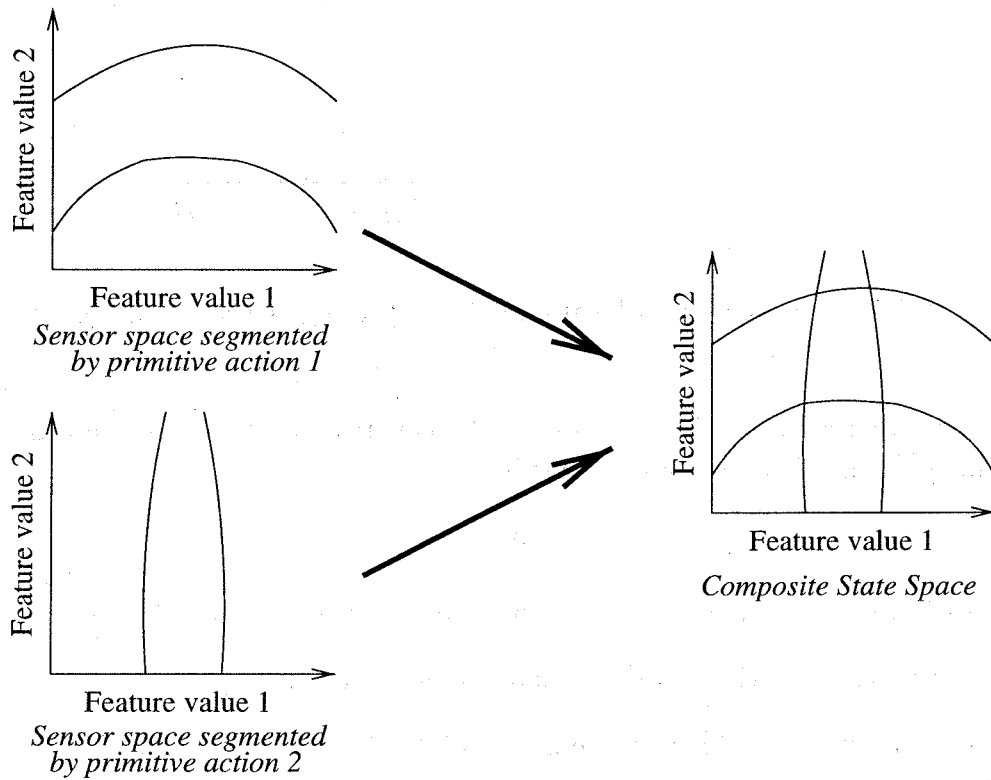 Feature value 2
Feature value 1
Sensor space segmented
by primitive action 1
Feature value 2
Feature value 1
Sensor space segmented
by primitive action 2
Feature value 2
Feature value 1
Composite State Space